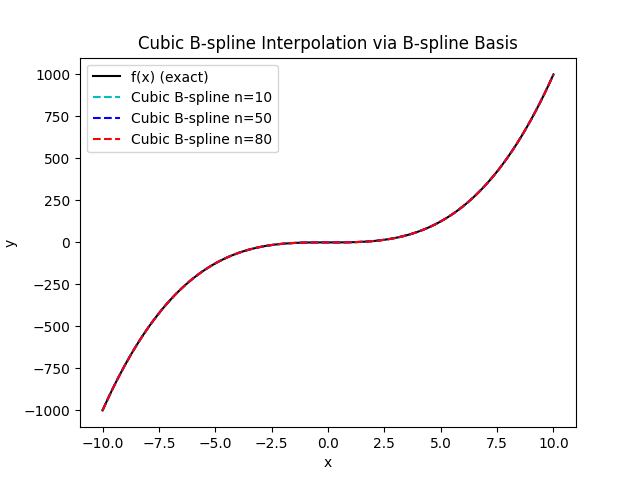 Cubic B-spline Interpolation via B-spline Basis
f(x) (exact)
Cubic B-spline n=10
Cubic B-spline n=50
Cubic B-spline n=80
1000
750
500
250
0
−250
−500
−750
−1000
y
−10.0 −7.5 −5.0 −2.5 0.0 2.5 5.0 7.5 10.0
x